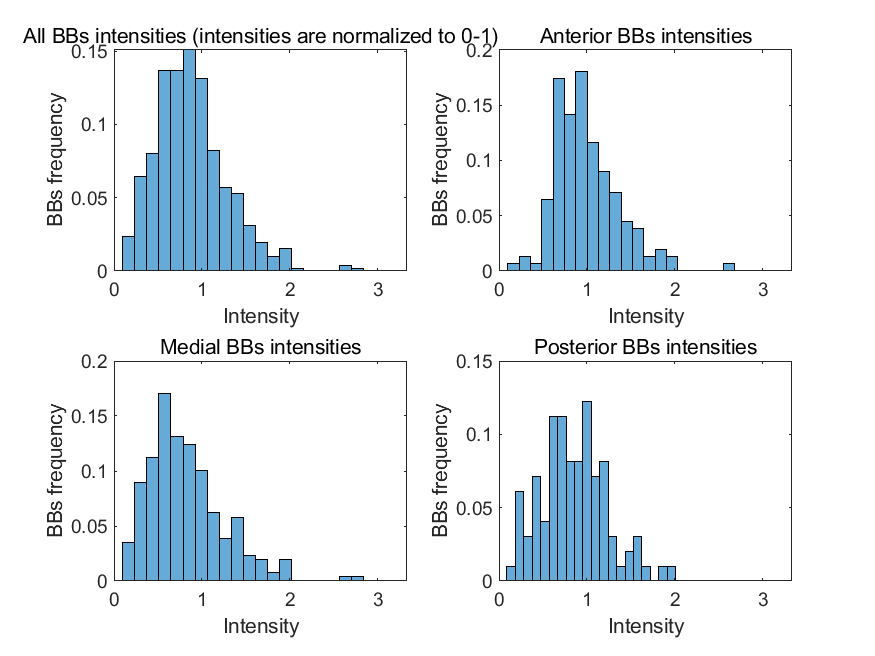 All BBs intensities (intensities are normalized to 0-1)
BBs frequency
0.15
0.1
0.05
0
0 1 2 3
Intensity
Anterior BBs intensities
BBs frequency
0.2
0.15
0.1
0.05
0
0 1 2 3
Intensity
Medial BBs intensities
BBs frequency
0.2
0.15
0.1
0.05
0
0 1 2 3
Intensity
Posterior BBs intensities
BBs frequency
0.15
0.1
0.05
0
0 1 2 3
Intensity